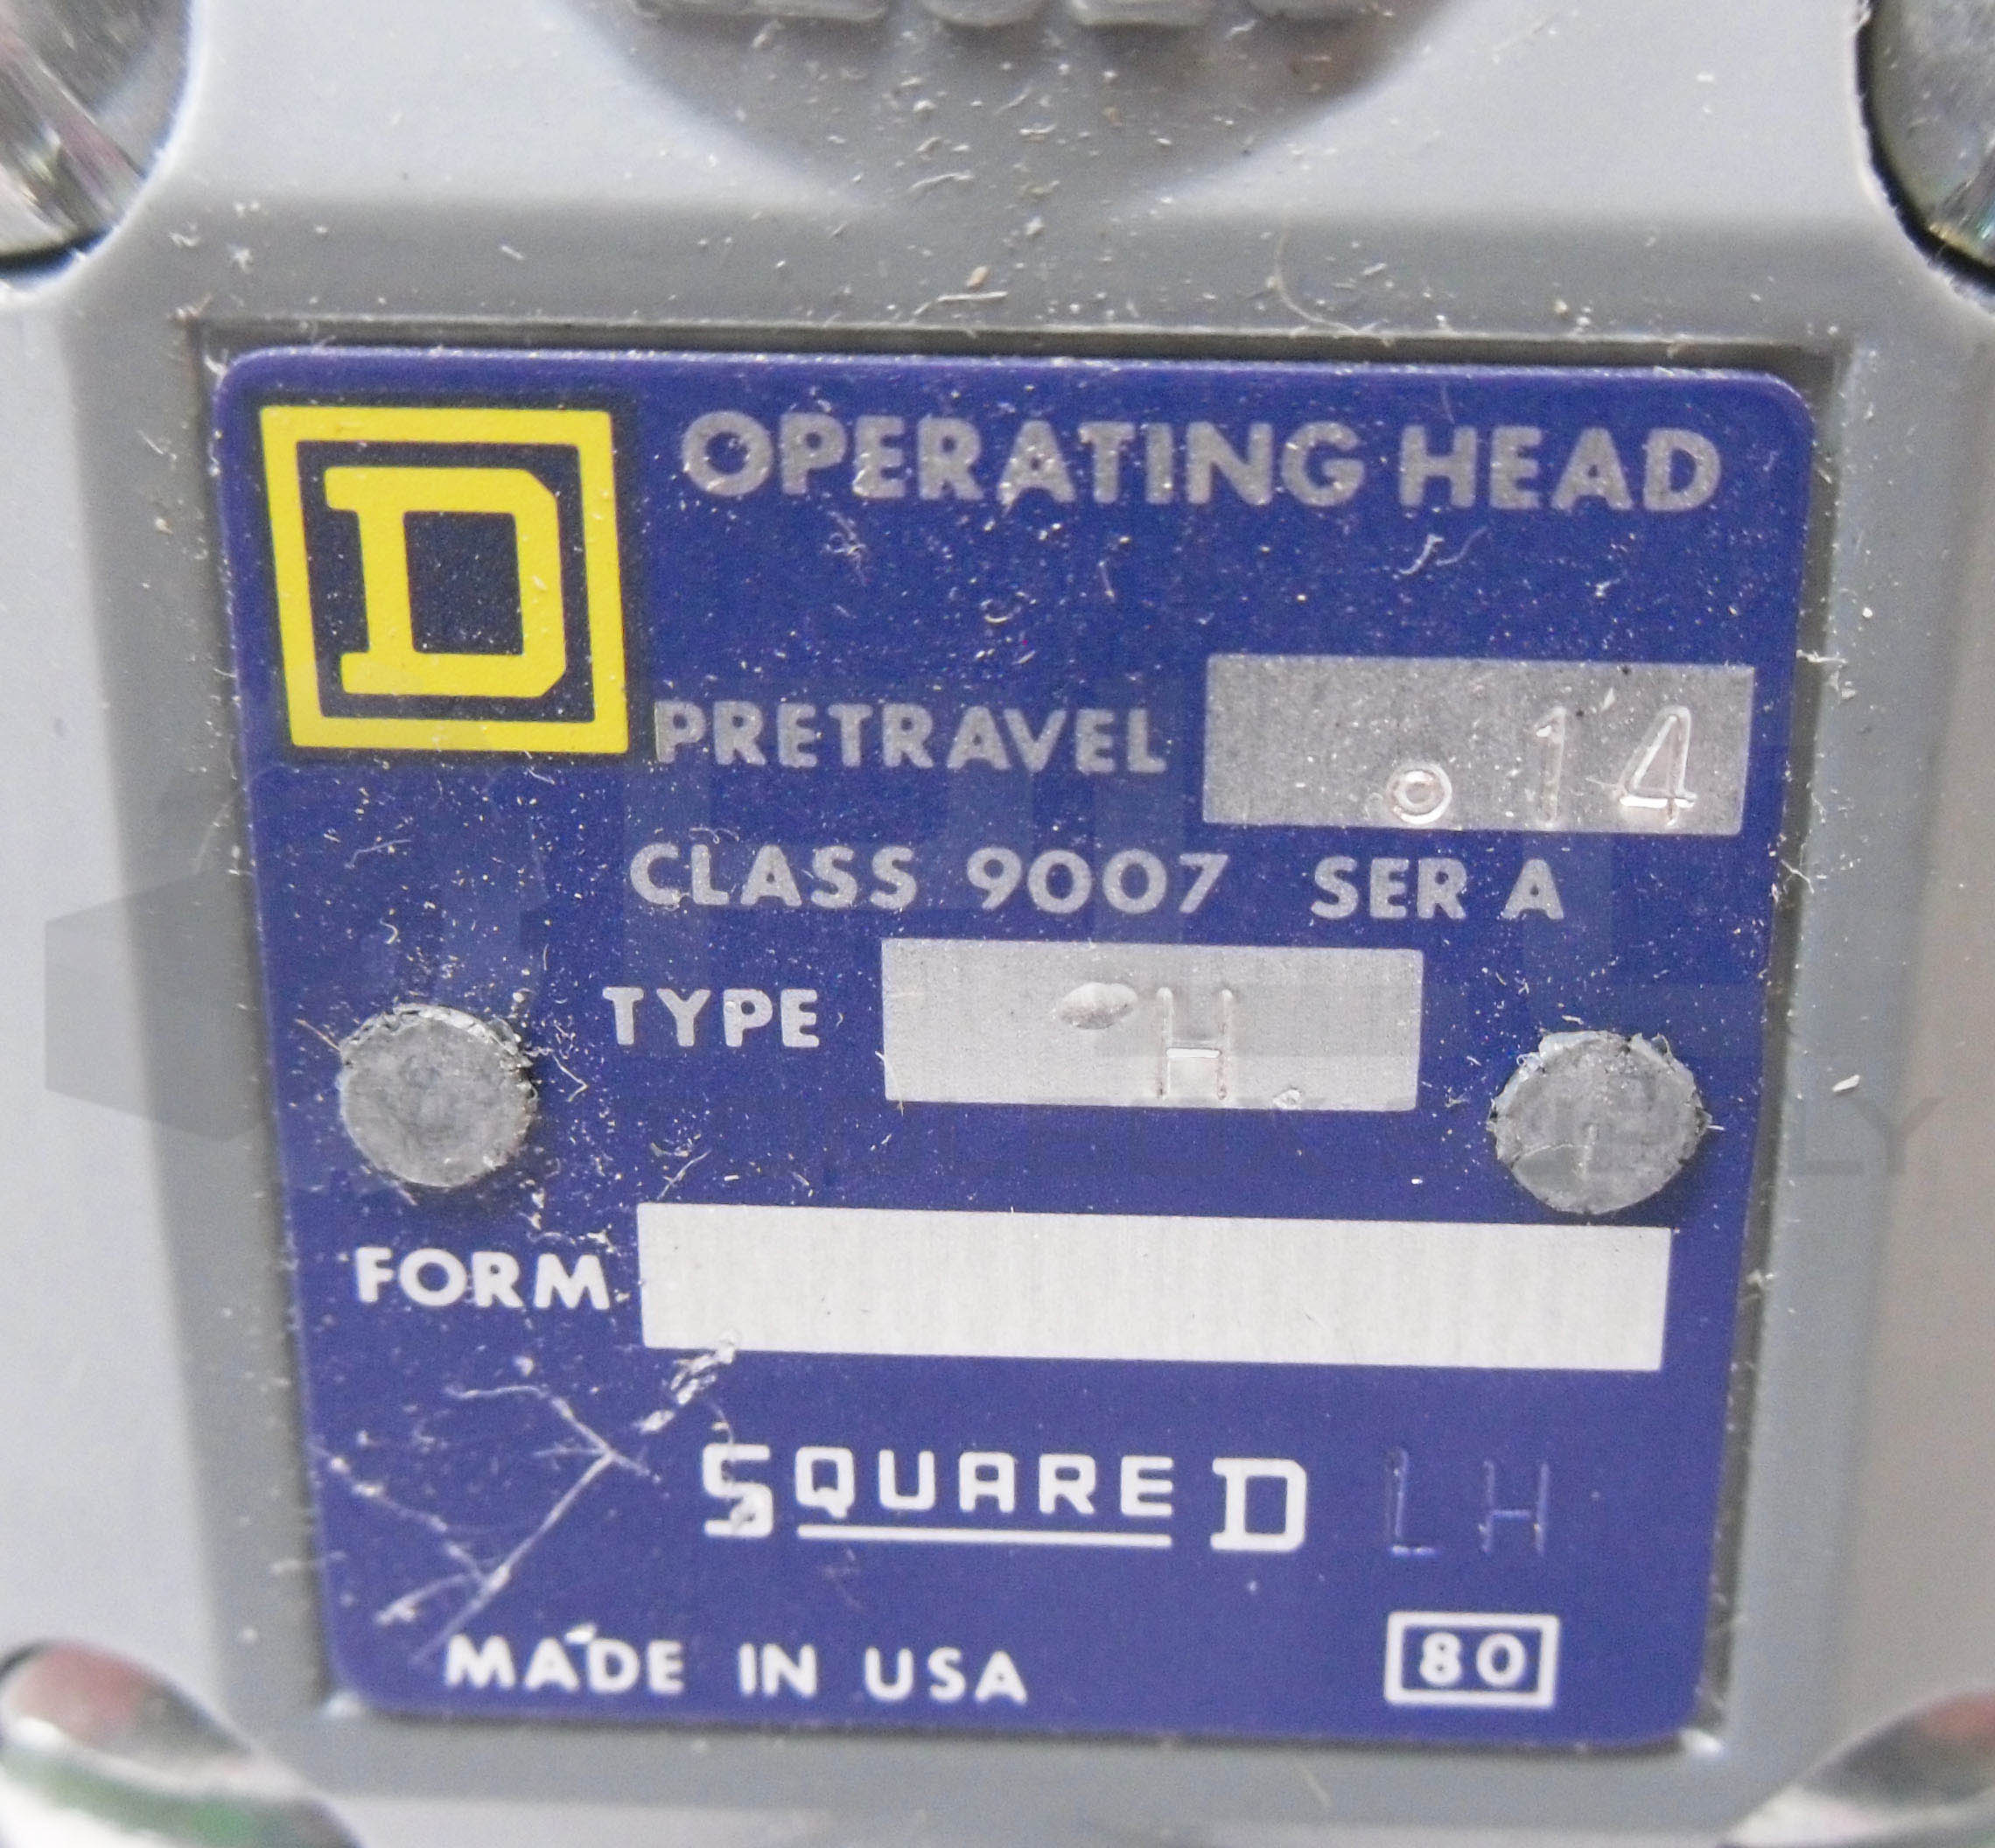 D
OPERATING HEAD
PRETRAVEL .14
CLASS 9007 SER A
TYPE H
FORM
SQUARE D LH
MADE IN USA 80